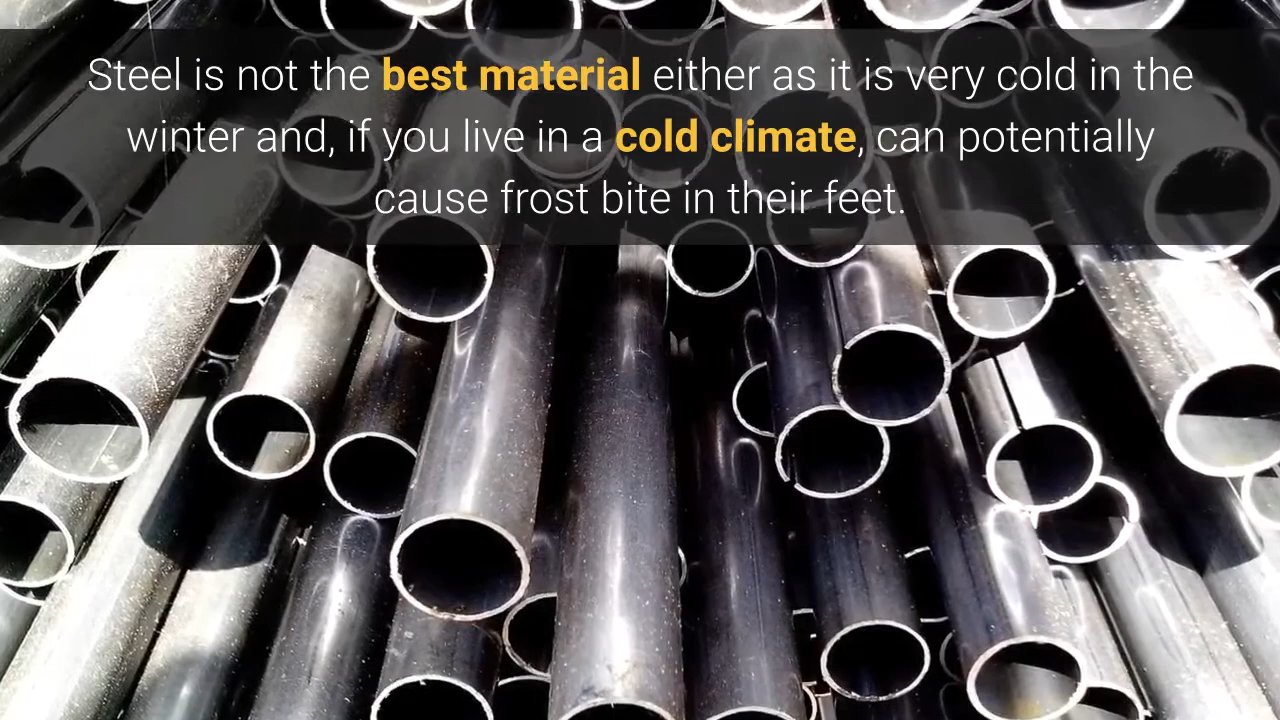 Steel is not the best material either as it is very cold in the
winter and, if you live in a cold climate, can potentially
cause frost bite in their feet.